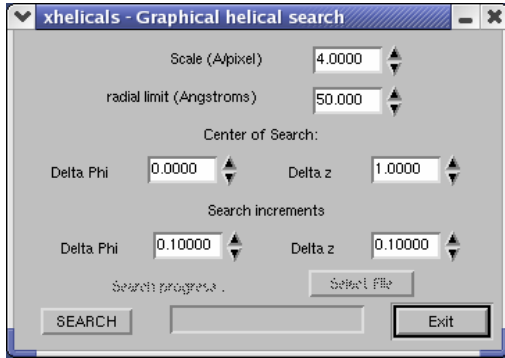 xhelicals - Graphical helical search
Scale (A/pixel) 4.0000
radial limit (Angstroms) 50.000
Center of Search:
Delta Phi 0.0000 Delta z 1.0000
Search increments
Delta Phi 0.10000 Delta z 0.10000
Search progress : Select File
SEARCH Exit